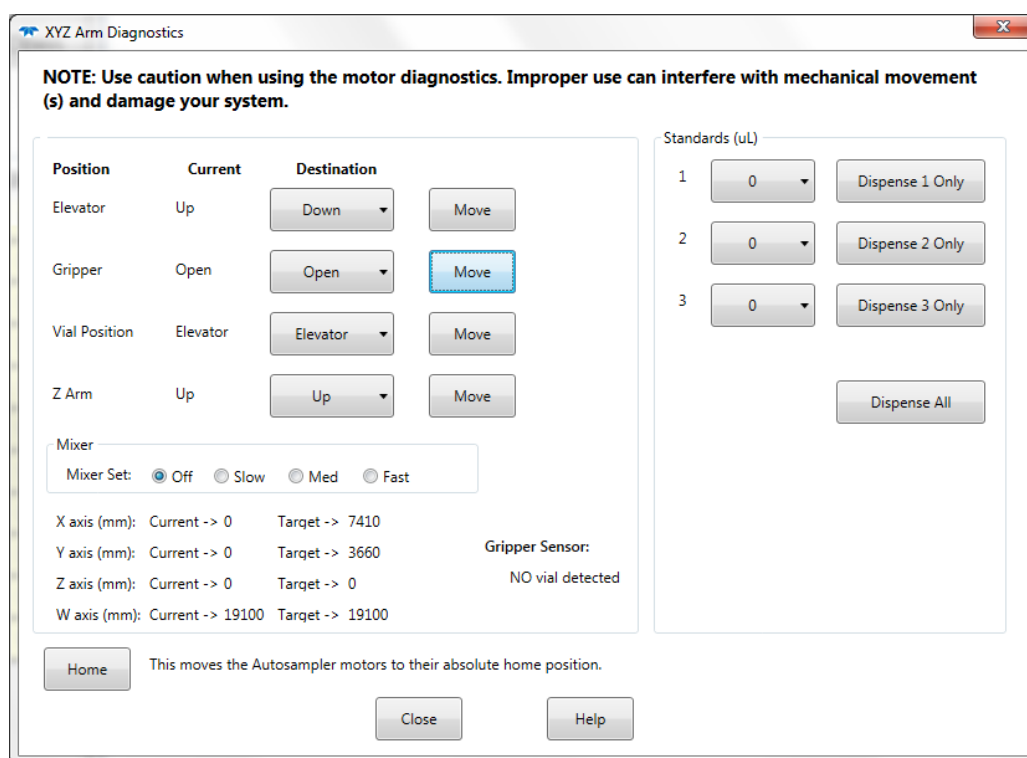 XYZ Arm Diagnostics
X
NOTE: Use caution when using the motor diagnostics. Improper use can interfere with mechanical movement
(s) and damage your system.
Position Current Destination
Elevator Up Down Move
Gripper Open Open Move
Vial Position Elevator Elevator Move
Z Arm Up Up Move
Mixer
Mixer Set: Off Slow Med Fast
X axis (mm): Current -> 0 Target -> 7410
Y axis (mm): Current -> 0 Target -> 3660
Z axis (mm): Current -> 0 Target -> 0
W axis (mm): Current -> 19100 Target -> 19100
Gripper Sensor:
NO vial detected
Standards (uL)
1 0 Dispense 1 Only
2 0 Dispense 2 Only
3 0 Dispense 3 Only
Dispense All
Home This moves the Autosampler motors to their absolute home position.
Close Help